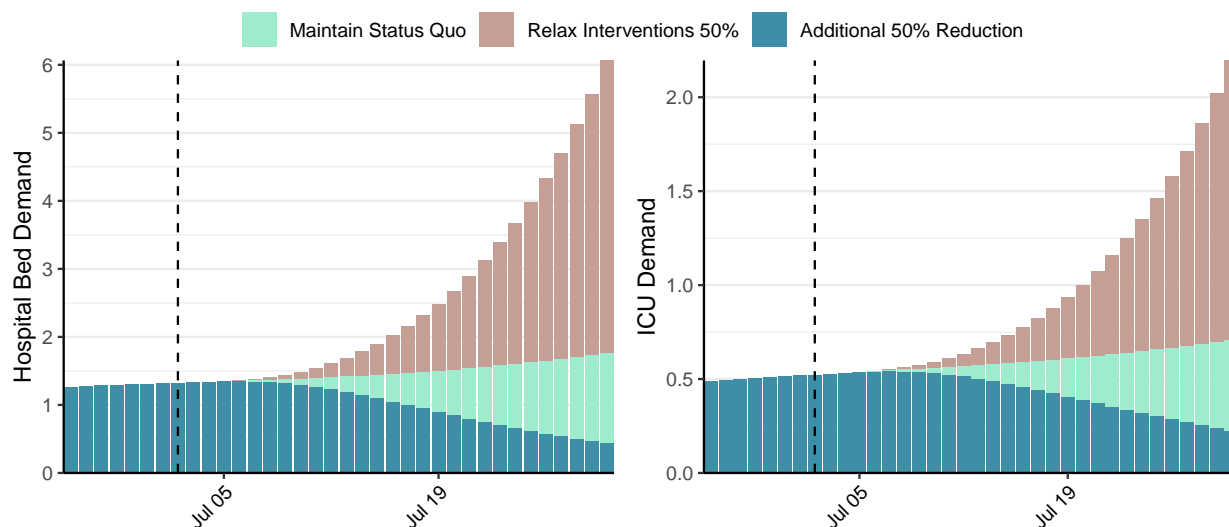 Maintain Status Quo Relax Interventions 50% Additional 50% Reduction
Hospital Bed Demand
6
5
4
3
2
1
0
Jul 05
Jul 19
ICU Demand
2.0
1.5
1.0
0.5
0.0
Jul 05
Jul 19